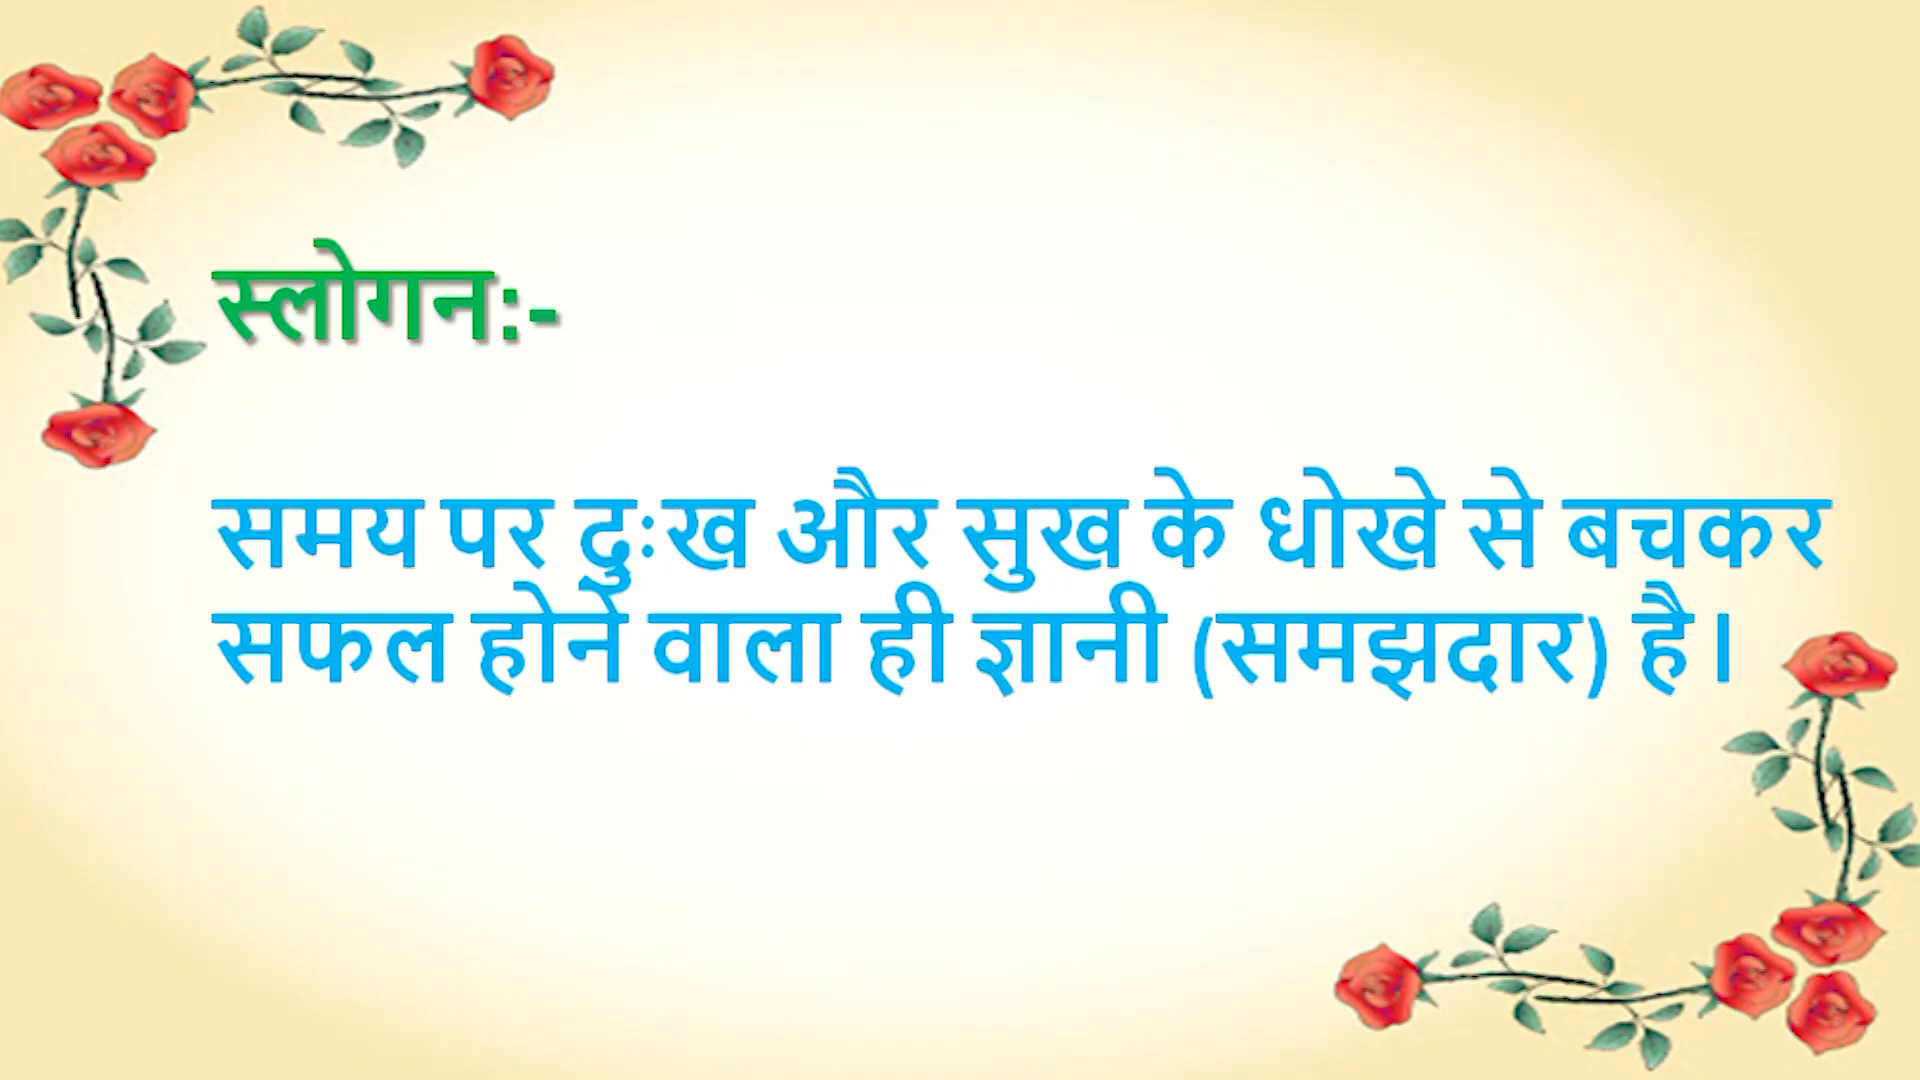 स्लोगन:-
समय पर दुःख और सुख के धोखे से बचकर
सफल होने वाला ही ज्ञानी (समझदार) है।